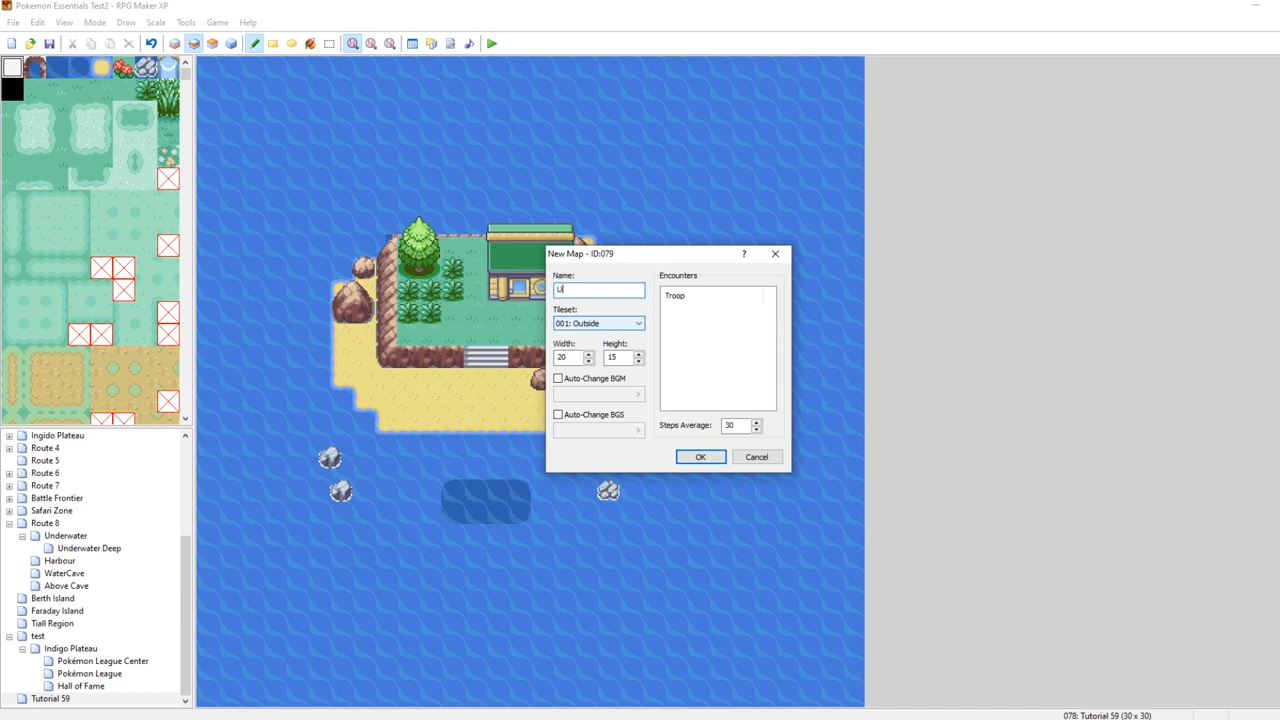 Pokemon Essentials Test2 - RPG Maker XP
File Edit View Mode Draw Scale Tools Game Help
New Map - ID:079
?
Name:
U
Tileset:
001: Outside
Width:
Height:
20
15
Auto-Change BGM
Auto-Change BGS
Encounters
Troop
Steps Average:
30
OK
Cancel
Ingido Plateau
Route 4
Route 5
Route 6
Route 7
Battle Frontier
Safari Zone
Route 8
Underwater
Underwater Deep
Harbour
WaterCave
Above Cave
Berth Island
Faraday Island
Tiall Region
test
Indigo Plateau
Pokémon League Center
Pokémon League
Hall of Fame
Tutorial 59
078: Tutorial 59 (30 x 30)